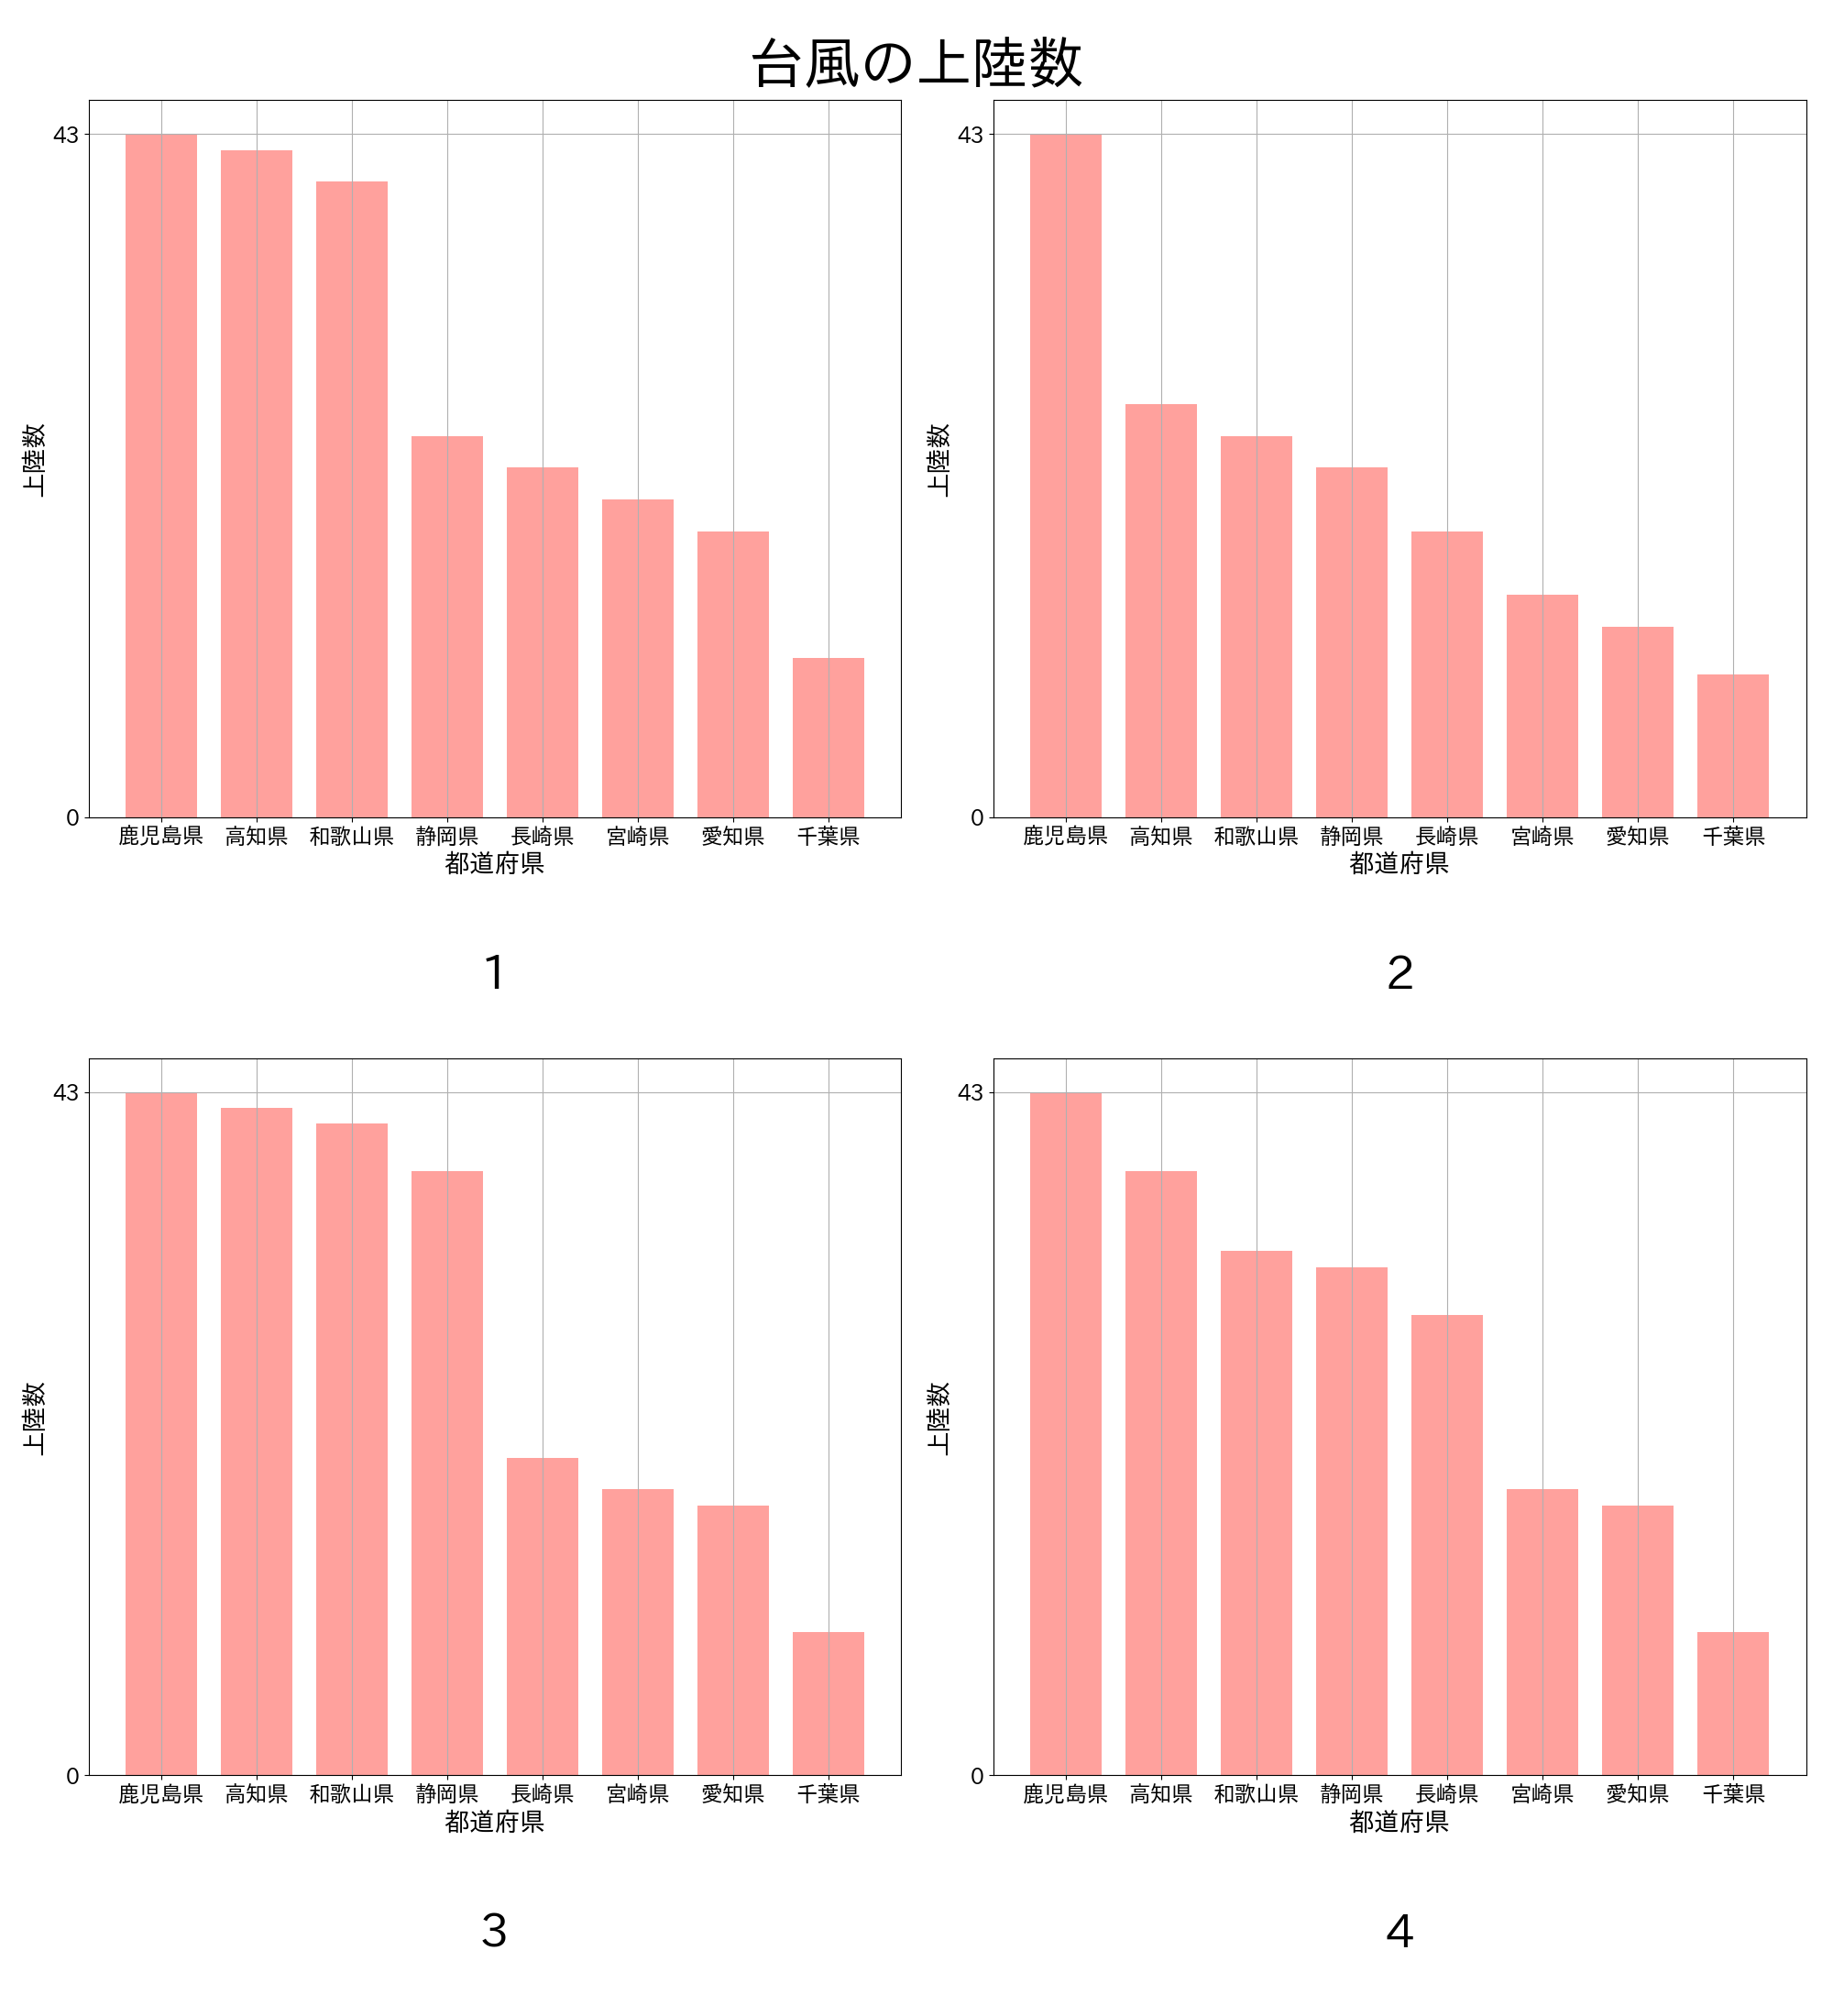 台風の上陸数
43
0
上陸数
鹿児島県 高知県 和歌山県 静岡県 長崎県 宮崎県 愛知県 千葉県
都道府県
1
43
0
上陸数
鹿児島県 高知県 和歌山県 静岡県 長崎県 宮崎県 愛知県 千葉県
都道府県
2
43
0
上陸数
鹿児島県 高知県 和歌山県 静岡県 長崎県 宮崎県 愛知県 千葉県
都道府県
3
43
0
上陸数
鹿児島県 高知県 和歌山県 静岡県 長崎県 宮崎県 愛知県 千葉県
都道府県
4